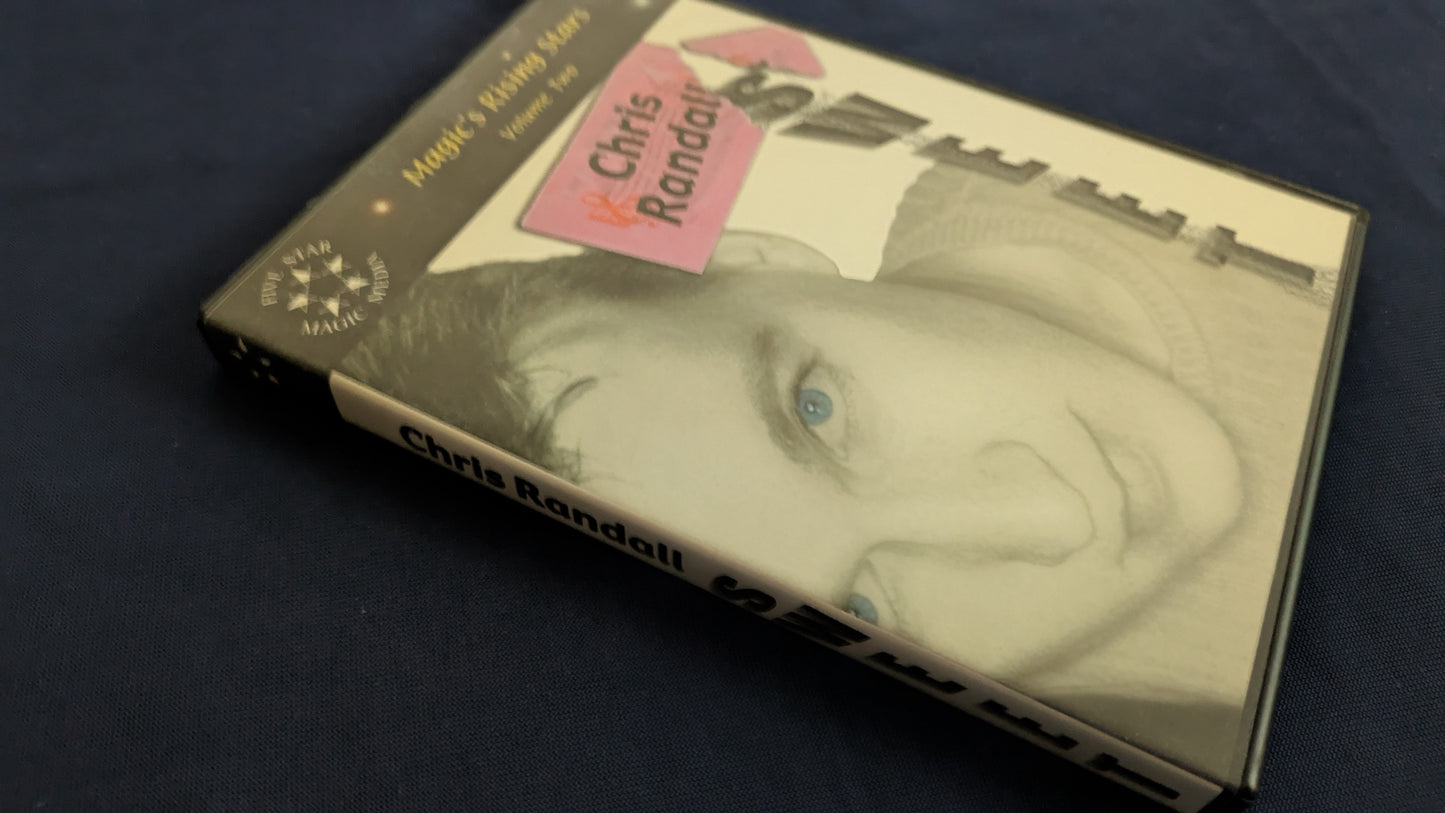 Magic's Rising Stars
Volume Two
FIVE STAR
MAGIC MEDIA
Chris
Randall
SWEET
Chris Randall SWEET